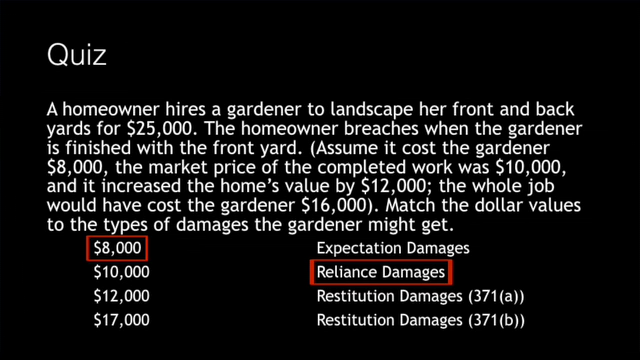 Quiz
A homeowner hires a gardener to landscape her front and back
yards for $25,000. The homeowner breaches when the gardener
is finished with the front yard. (Assume it cost the gardener
$8,000, the market price of the completed work was $10,000,
and it increased the home's value by $12,000; the whole job
would have cost the gardener $16,000). Match the dollar values
to the types of damages the gardener might get.
$8,000 Expectation Damages
$10,000 Reliance Damages
$12,000 Restitution Damages (371(a))
$17,000 Restitution Damages (371(b))